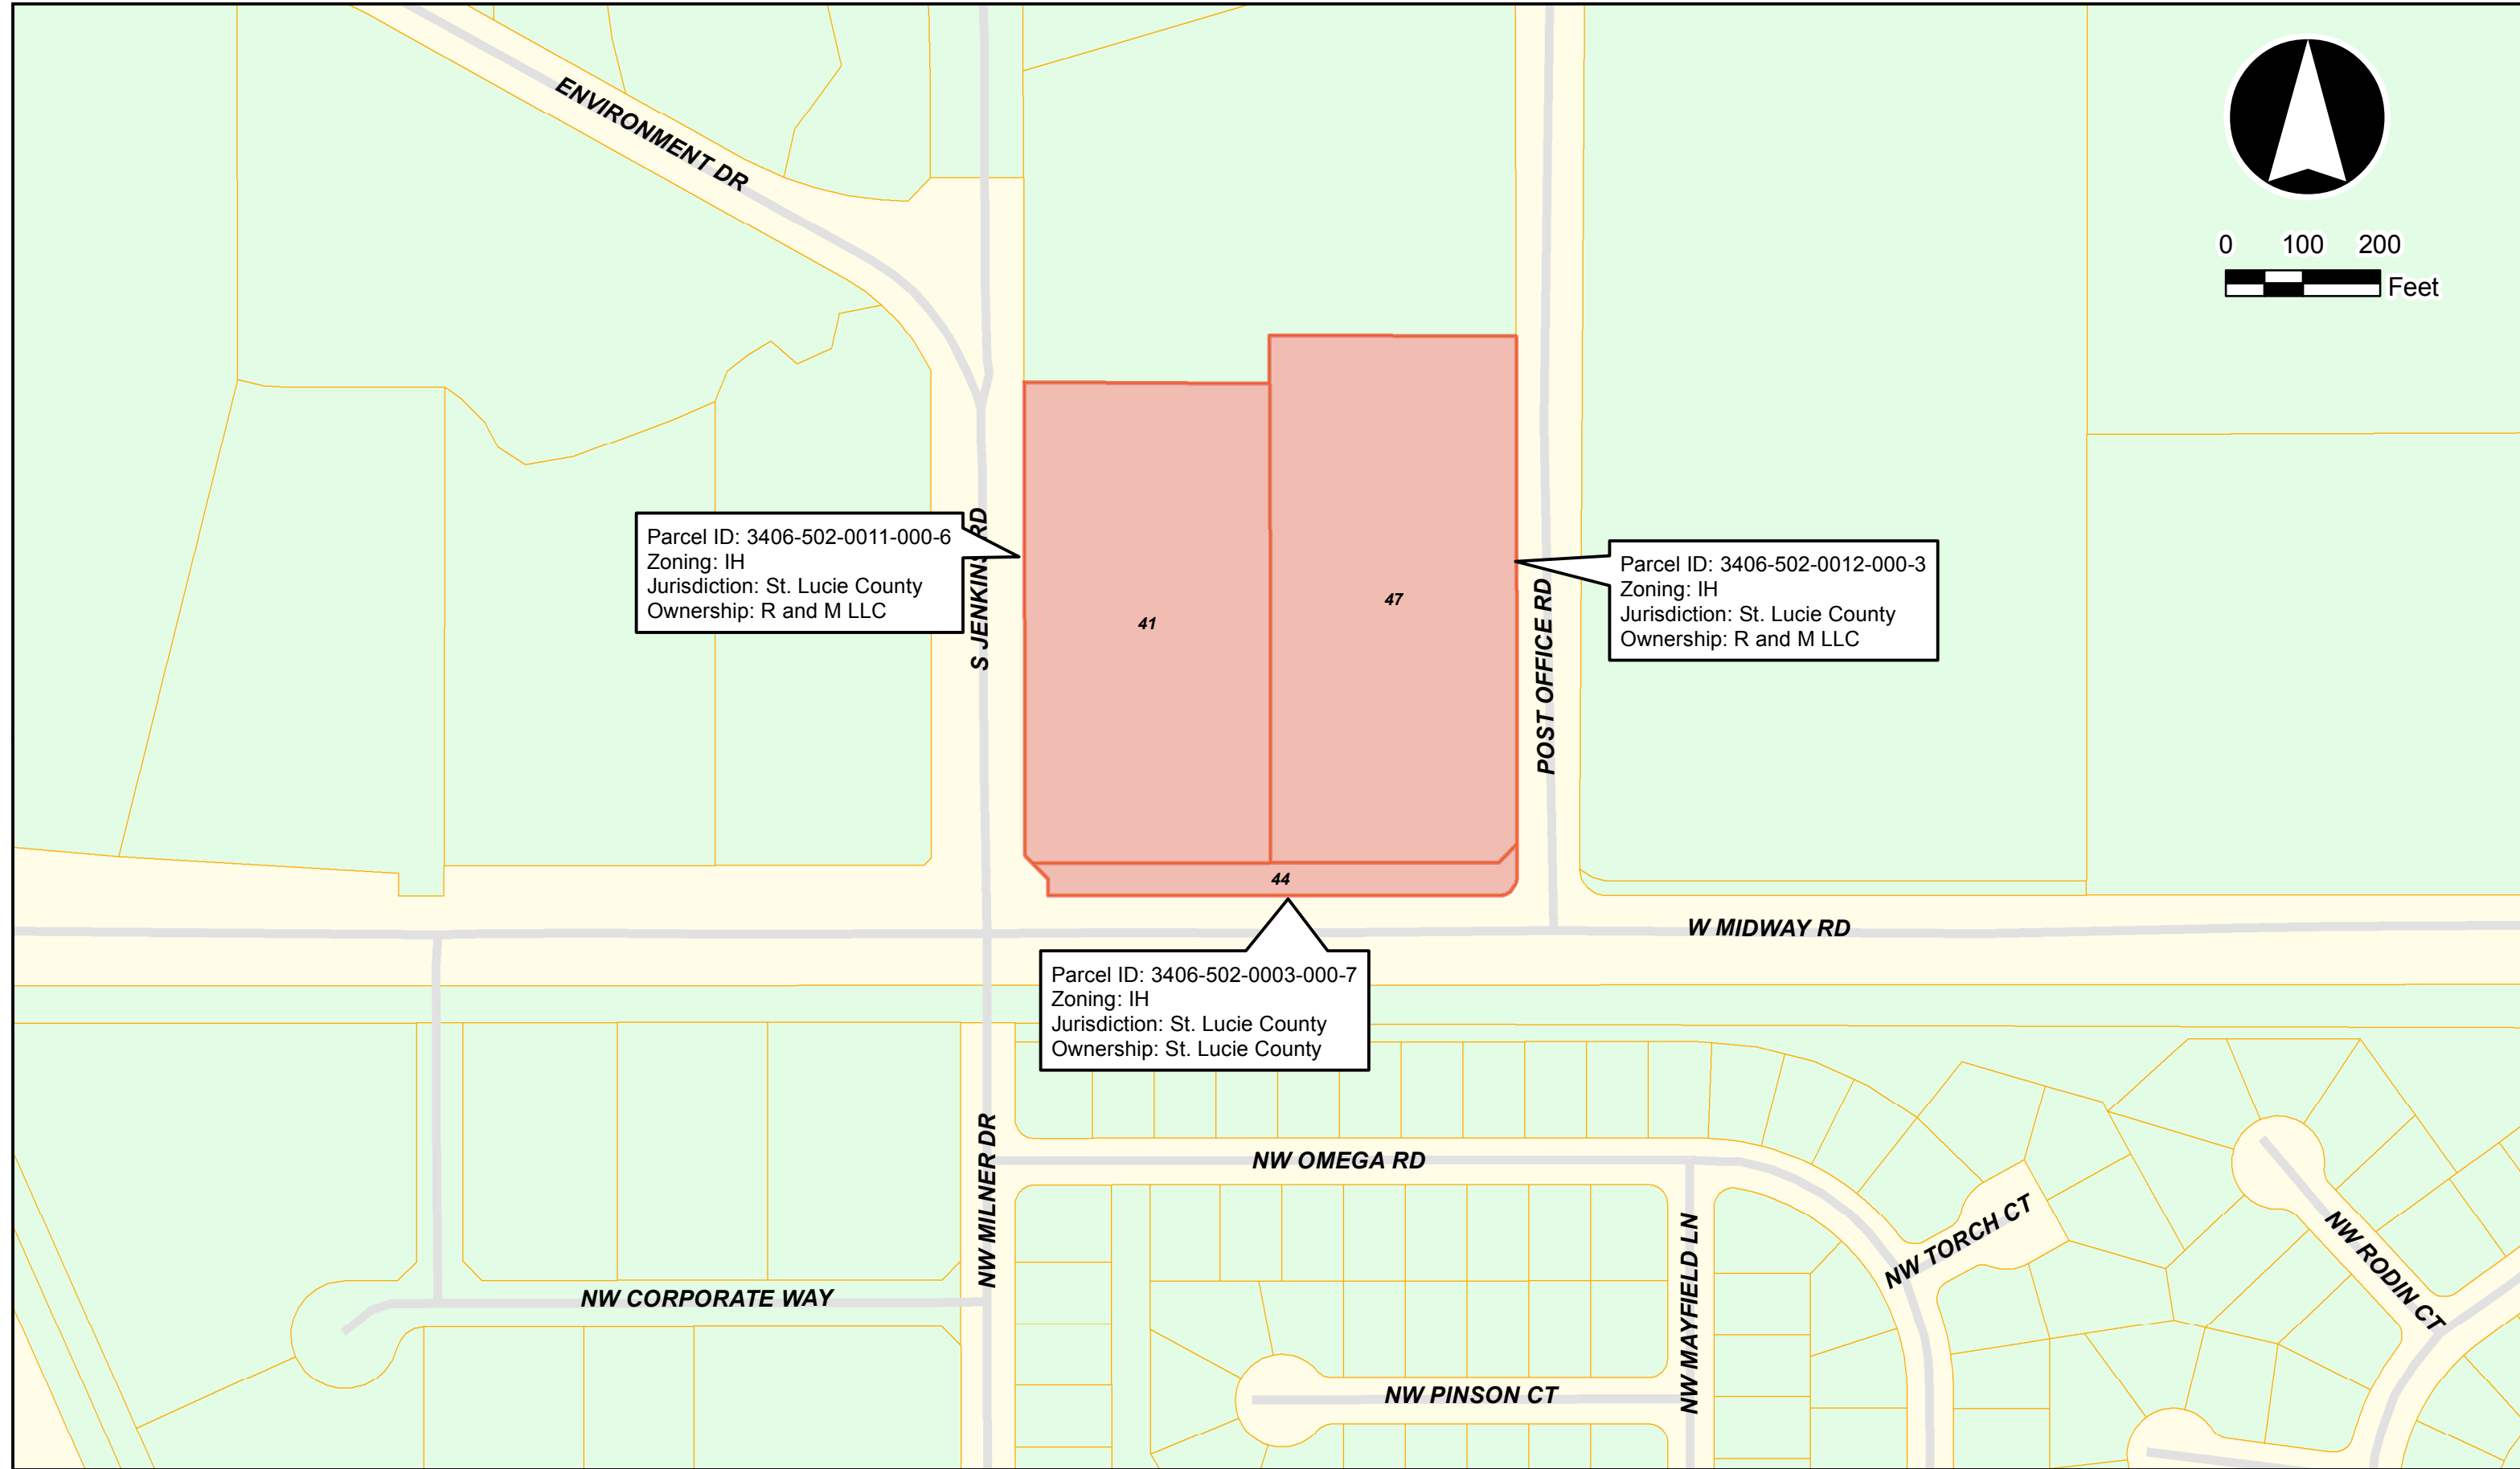 ENVIRONMENT DR
0 100 200
Feet
Parcel ID: 3406-502-0011-000-6
Zoning: IH
Jurisdiction: St. Lucie County
Ownership: R and M LLC
S JENKINS RD
41
47
POST OFFICE RD
Parcel ID: 3406-502-0012-000-3
Zoning: IH
Jurisdiction: St. Lucie County
Ownership: R and M LLC
44
W MIDWAY RD
Parcel ID: 3406-502-0003-000-7
Zoning: IH
Jurisdiction: St. Lucie County
Ownership: St. Lucie County
NW MILNER DR
NW OMEGA RD
NW CORPORATE WAY
NW MAYFIELD LN
NW TORCH CT
NW RODIN CT
NW PINSON CT